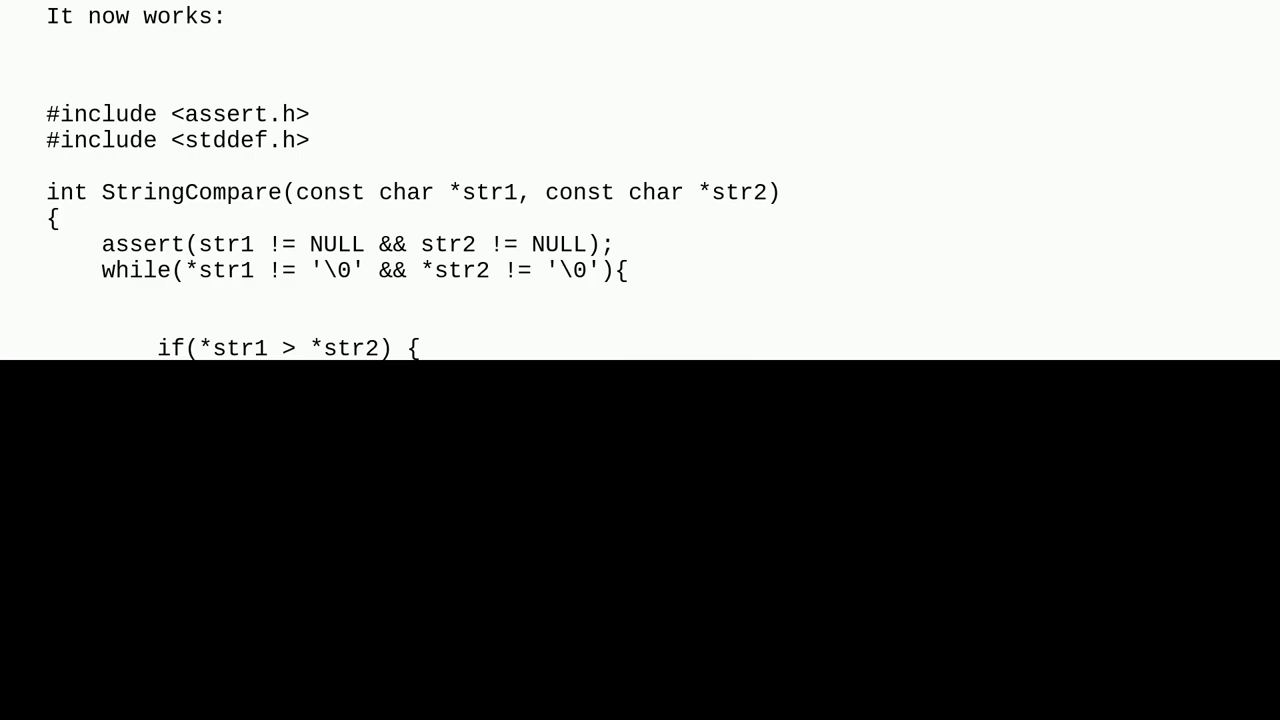 It now works:
#include <assert.h>
#include <stddef.h>
int StringCompare(const char *str1, const char *str2)
{
    assert(str1 != NULL && str2 != NULL);
    while(*str1 != '\0' && *str2 != '\0'){
        if(*str1 > *str2) {